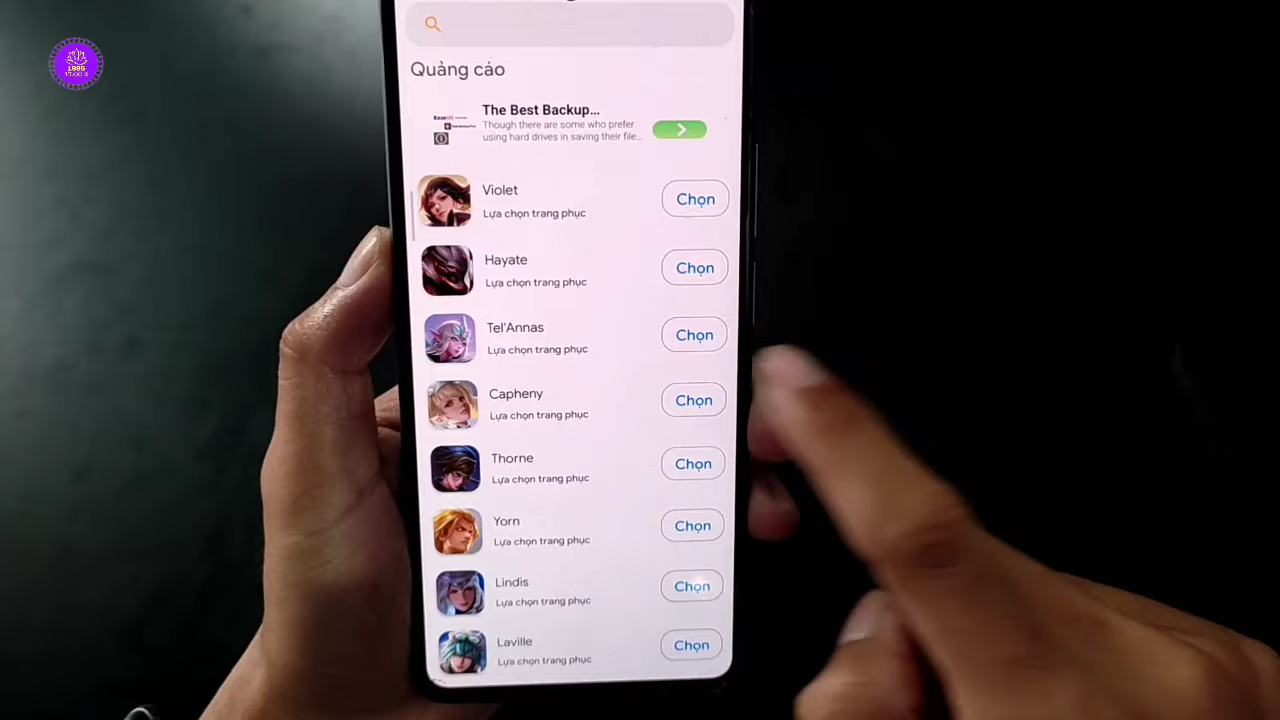 1995
Quảng cáo
The Best Backup...
Though there are some who prefer
using hard drives in saving their file...
Violet
Lựa chọn trang phục
Chọn
Hayate
Lựa chọn trang phục
Chọn
Tel'Annas
Lựa chọn trang phục
Chọn
Capheny
Lựa chọn trang phục
Chọn
Thorne
Lựa chọn trang phục
Chọn
Yorn
Lựa chọn trang phục
Chọn
Lindis
Lựa chọn trang phục
Chọn
Laville
Lựa chọn trang phục
Chọn